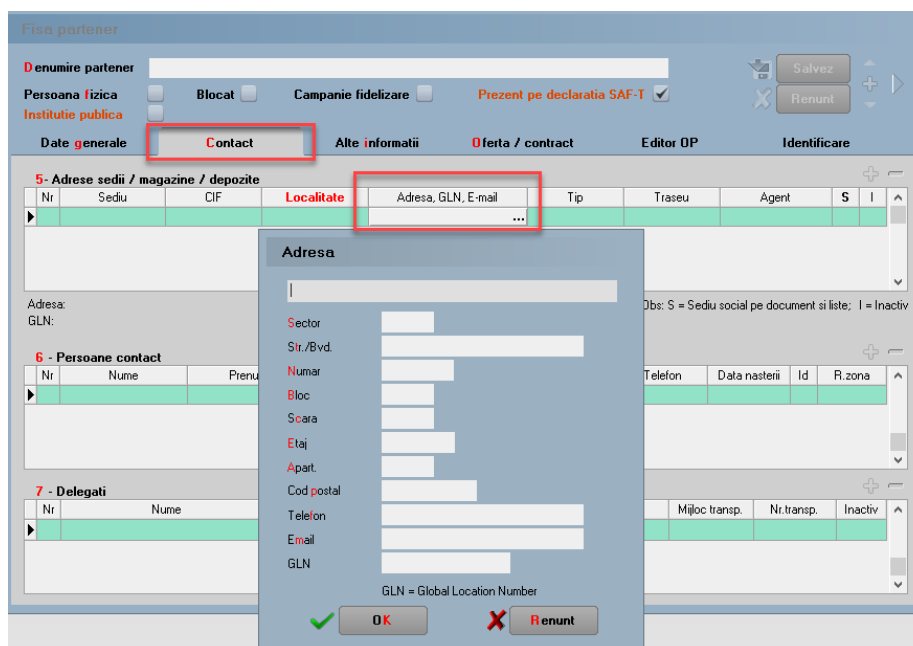 Fisa partener
Denumire partener
Salvez
Persoana fizica Blocat Campanie fidelizare Prezent pe declaratia SAF-T
Renunt
Institutie publica
Date generale Contact Alte informatii Oferta / contract Editor OP Identificare
5- Adrese sedii / magazine / depozite
Nr Sediu CIF Localitate Adresa, GLN, E-mail Tip Traseu Agent S I
...
Adresa
Adresa: Obs: S = Sediu social pe document si liste; I = Inactiv
GLN:
Sector
Str./Bvd.
6 - Persoane contact
Numar
Nr Nume Prenu Telefon Data nasterii Id R.zona
Bloc
Scara
Etaj
Apart.
7 - Delegati
Cod postal
Nr Nume Mijloc transp. Nr.transp. Inactiv
Telefon
Email
GLN
GLN = Global Location Number
OK Renunt